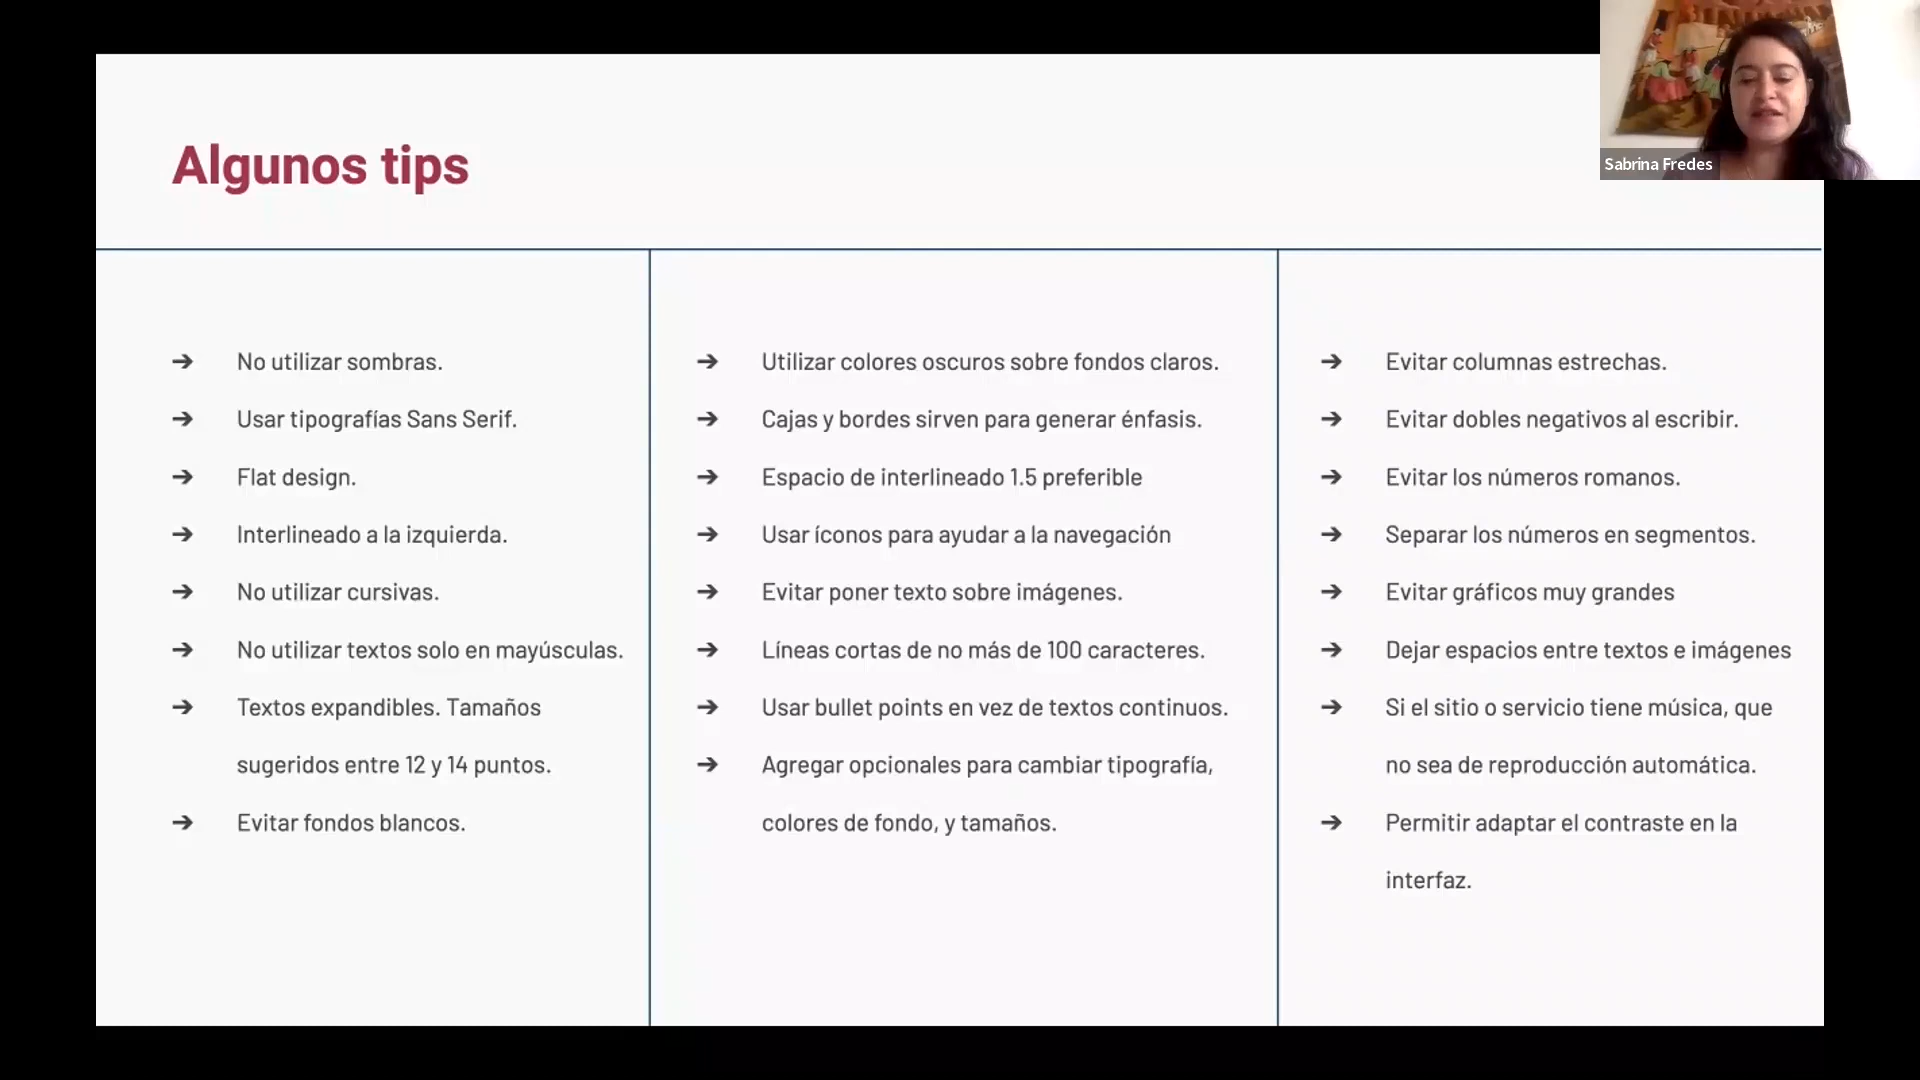 Algunos tips
Sabrina Fredes
➔ No utilizar sombras.
➔ Usar tipografías Sans Serif.
➔ Flat design.
➔ Interlineado a la izquierda.
➔ No utilizar cursivas.
➔ No utilizar textos solo en mayúsculas.
➔ Textos expandibles. Tamaños
sugeridos entre 12 y 14 puntos.
➔ Evitar fondos blancos.
➔ Utilizar colores oscuros sobre fondos claros.
➔ Cajas y bordes sirven para generar énfasis.
➔ Espacio de interlineado 1.5 preferible
➔ Usar íconos para ayudar a la navegación
➔ Evitar poner texto sobre imágenes.
➔ Líneas cortas de no más de 100 caracteres.
➔ Usar bullet points en vez de textos continuos.
➔ Agregar opcionales para cambiar tipografía,
colores de fondo, y tamaños.
➔ Evitar columnas estrechas.
➔ Evitar dobles negativos al escribir.
➔ Evitar los números romanos.
➔ Separar los números en segmentos.
➔ Evitar gráficos muy grandes
➔ Dejar espacios entre textos e imágenes
➔ Si el sitio o servicio tiene música, que
no sea de reproducción automática.
➔ Permitir adaptar el contraste en la
interfaz.